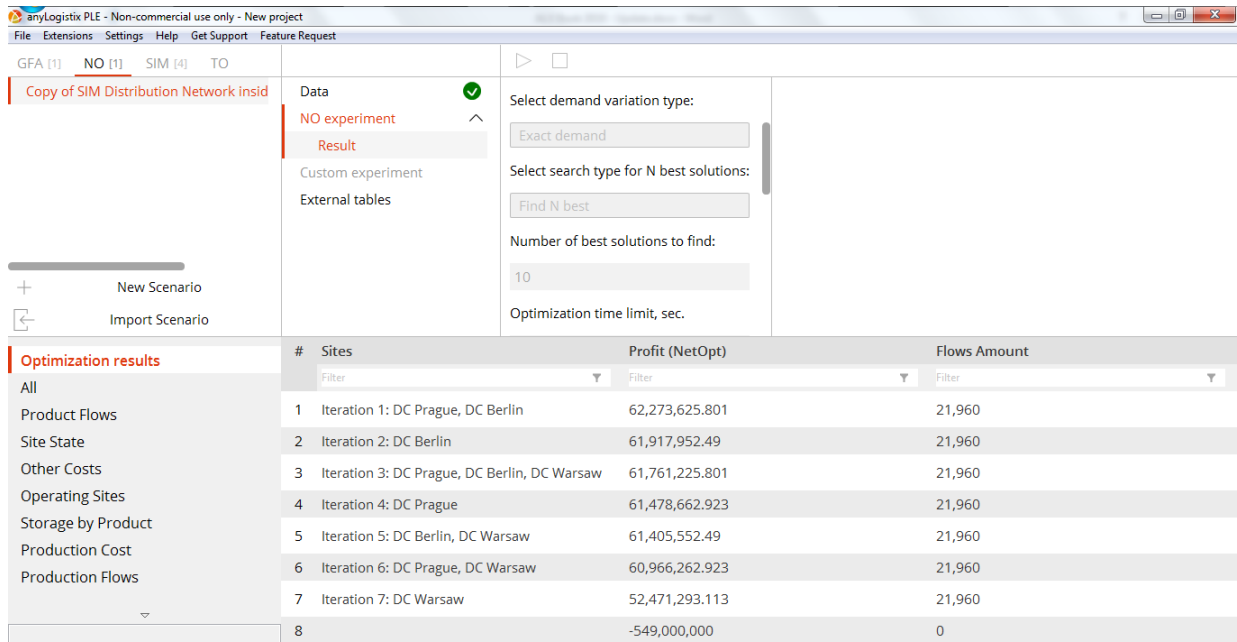 anyLogistix PLE - Non-commercial use only - New project
File Extensions Settings Help Get Support Feature Request
GFA [1] NO [1] SIM [4] TO
Copy of SIM Distribution Network insid
New Scenario
Import Scenario
Data
NO experiment
Result
Custom experiment
External tables
Select demand variation type:
Exact demand
Select search type for N best solutions:
Find N best
Number of best solutions to find:
10
Optimization time limit, sec.
Optimization results
All
Product Flows
Site State
Other Costs
Operating Sites
Storage by Product
Production Cost
Production Flows
# Sites Profit (NetOpt) Flows Amount
Filter Filter Filter
1 Iteration 1: DC Prague, DC Berlin 62,273,625.801 21,960
2 Iteration 2: DC Berlin 61,917,952.49 21,960
3 Iteration 3: DC Prague, DC Berlin, DC Warsaw 61,761,225.801 21,960
4 Iteration 4: DC Prague 61,478,662.923 21,960
5 Iteration 5: DC Berlin, DC Warsaw 61,405,552.49 21,960
6 Iteration 6: DC Prague, DC Warsaw 60,966,262.923 21,960
7 Iteration 7: DC Warsaw 52,471,293.113 21,960
8 -549,000,000 0